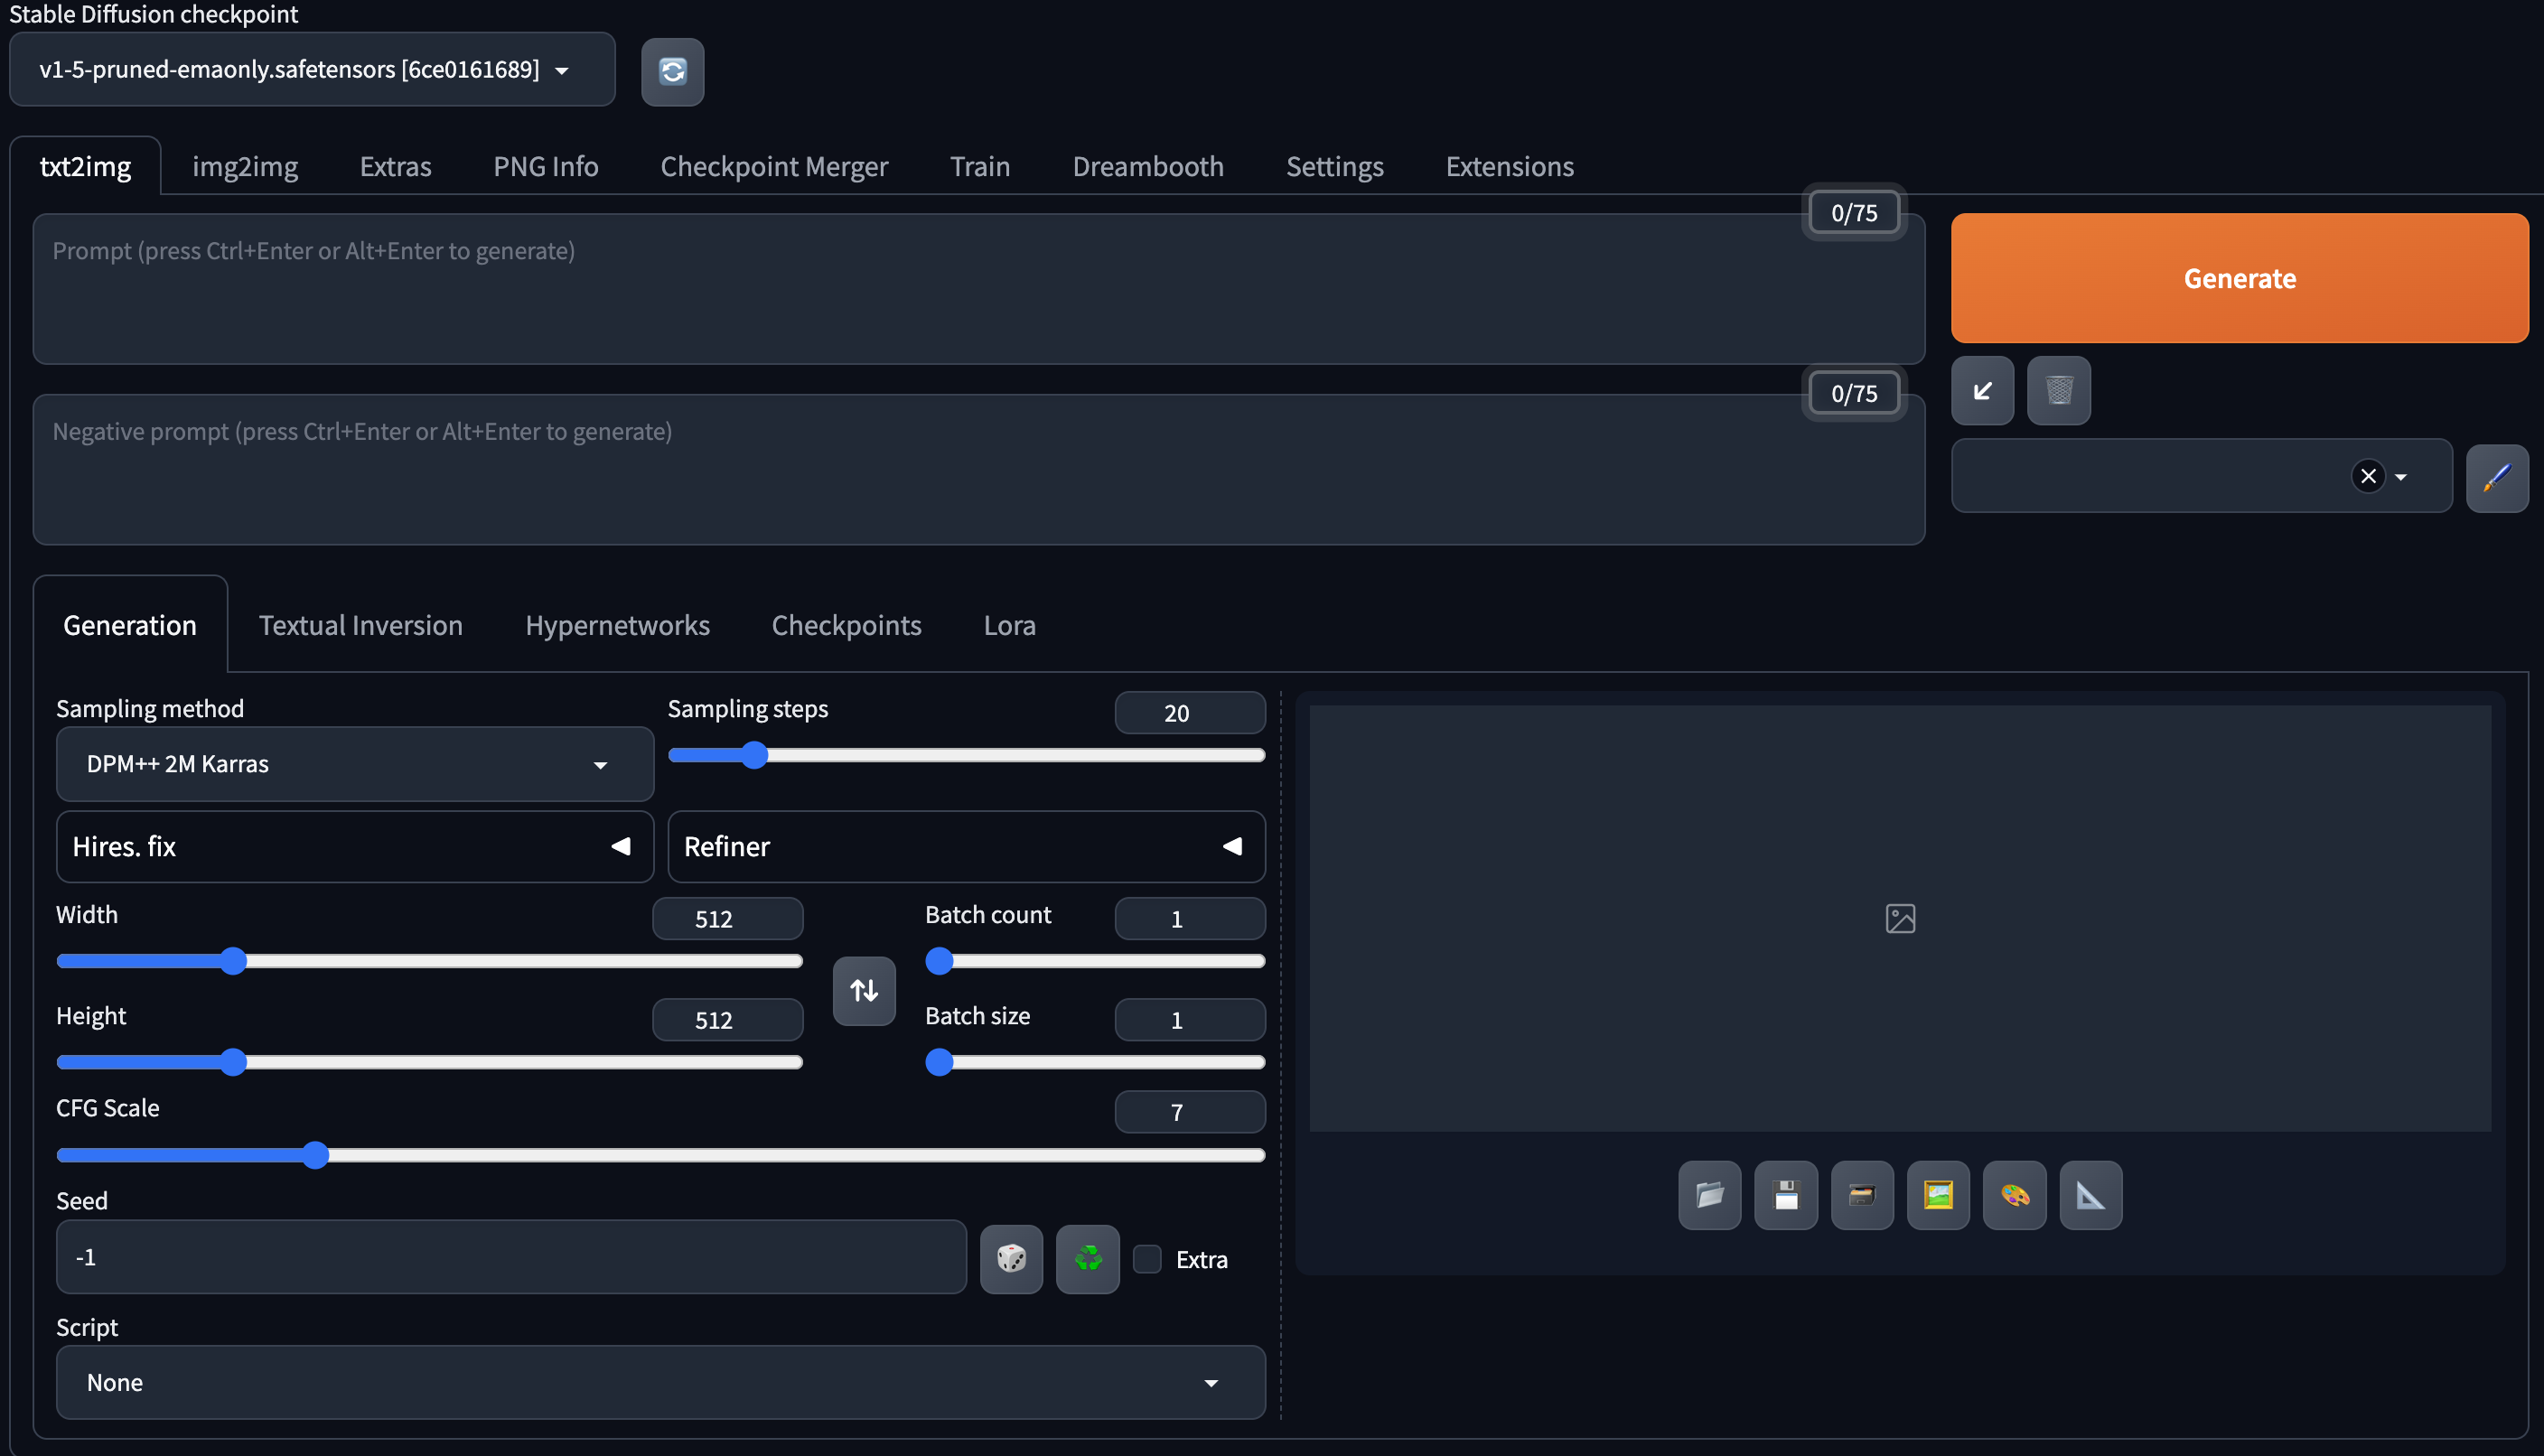 Stable Diffusion checkpoint
v1-5-pruned-emaonly.safetensors [6ce0161689]
txt2img img2img Extras PNG Info Checkpoint Merger Train Dreambooth Settings Extensions
0/75
Prompt (press Ctrl+Enter or Alt+Enter to generate)
Generate
0/75
Negative prompt (press Ctrl+Enter or Alt+Enter to generate)
Generation Textual Inversion Hypernetworks Checkpoints Lora
Sampling method
DPM++ 2M Karras
Sampling steps 20
Hires. fix
Refiner
Width 512
Batch count 1
Height 512
Batch size 1
CFG Scale 7
Seed
-1
Extra
Script
None